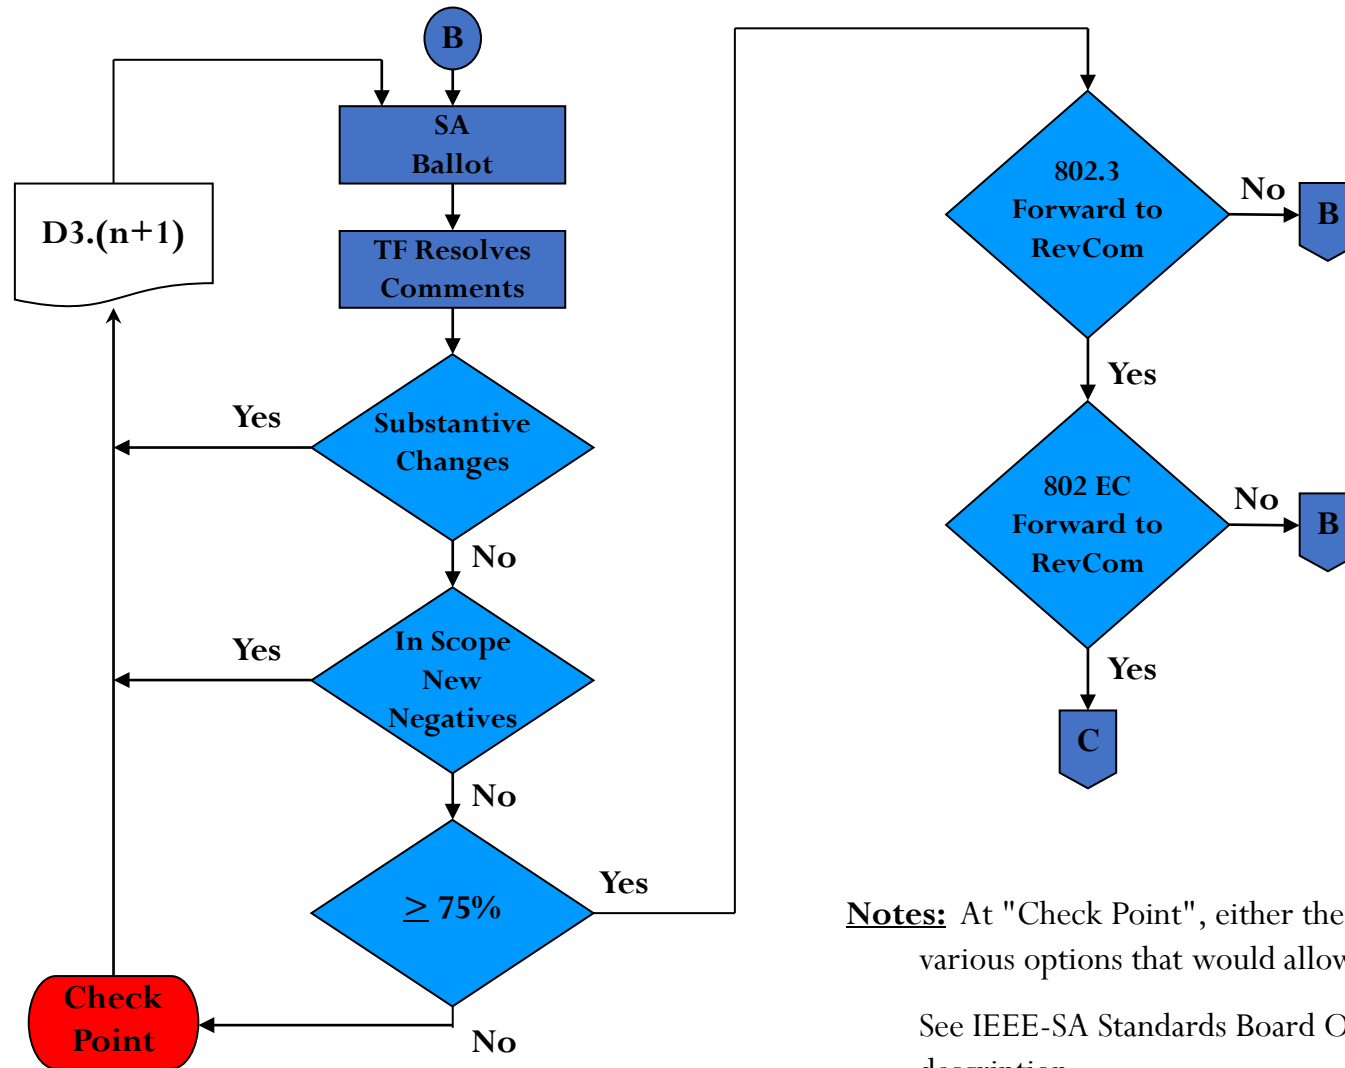 B
SA
Ballot
D3.(n+1)
TF Resolves
Comments
Yes
Substantive
Changes
No
Yes
In Scope
New
Negatives
No
≥ 75%
Yes
Check
Point
No
802.3
Forward to
RevCom
No
B
Yes
802 EC
Forward to
RevCom
No
B
Yes
C
Notes: At "Check Point", either the
various options that would allow
See IEEE-SA Standards Board O